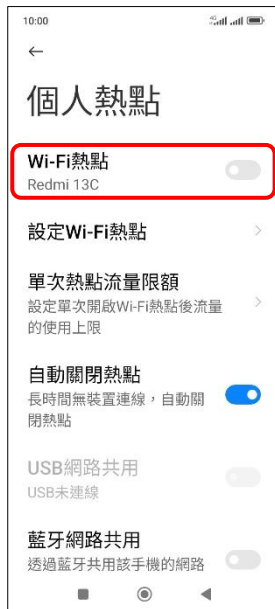 10:00
4G
個人熱點
Wi-Fi熱點
Redmi 13C
設定Wi-Fi熱點
單次熱點流量限額
設定單次開啟Wi-Fi熱點後流量
的使用上限
自動關閉熱點
長時間無裝置連線，自動關
閉熱點
USB網路共用
USB未連線
藍牙網路共用
透過藍牙共用該手機的網路